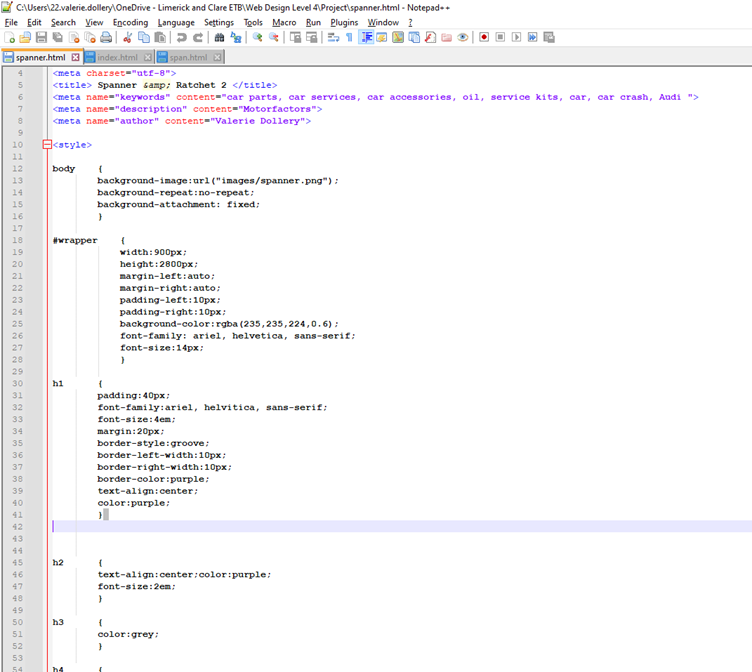 C:\Users\22.valerie.dollery\OneDrive - Limerick and Clare ETB\Web Design Level 4\Project\spanner.html - Notepad++
File Edit Search View Encoding Language Settings Tools Macro Run Plugins Window ?
spanner.html index.html span.html
4 <meta charset="utf-8">
5 <title> Spanner &amp; Ratchet 2 </title>
6 <meta name="keywords" content="car parts, car services, car accessories, oil, service kits, car, car crash, Audi ">
7 <meta name="description" content="Motorfactors">
8 <meta name="author" content="Valerie Dollery">
9
10 <style>
11
12 body {
13 background-image:url("images/spanner.png");
14 background-repeat:no-repeat;
15 background-attachment: fixed;
16 }
17
18 #wrapper {
19 width:900px;
20 height:2800px;
21 margin-left:auto;
22 margin-right:auto;
23 padding-left:10px;
24 padding-right:10px;
25 background-color:rgba(235,235,224,0.6);
26 font-family: ariel, helvetica, sans-serif;
27 font-size:14px;
28 }
29
30 h1 {
31 padding:40px;
32 font-family:ariel, helvitica, sans-serif;
33 font-size:4em;
34 margin:20px;
35 border-style:groove;
36 border-left-width:10px;
37 border-right-width:10px;
38 border-color:purple;
39 text-align:center;
40 color:purple;
41 }
42
43
44
45 h2 {
46 text-align:center;color:purple;
47 font-size:2em;
48 }
49
50 h3 {
51 color:grey;
52 }
53
54 h4 {